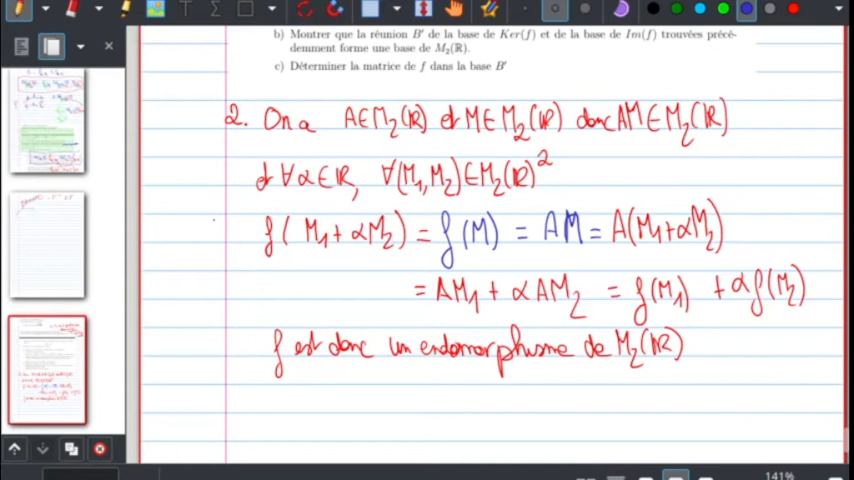 b) Montrer que la réunion B' de la base de Ker(f) et de la base de Im(f) trouvées précé-
demment forme une base de M₂(ℝ).
c) Déterminer la matrice de f dans la base B'
2. On a A∈M₂(ℝ) et M∈M₂(ℝ) donc AM∈M₂(ℝ)
et ∀α∈ℝ, ∀(M₁,M₂)∈M₂(ℝ)²
f(M₁+αM₂) = f(M) = AM = A(M₁+αM₂)
= AM₁ + αAM₂ = f(M₁) + αf(M₂)
f est donc un endomorphisme de M₂(ℝ)
141%